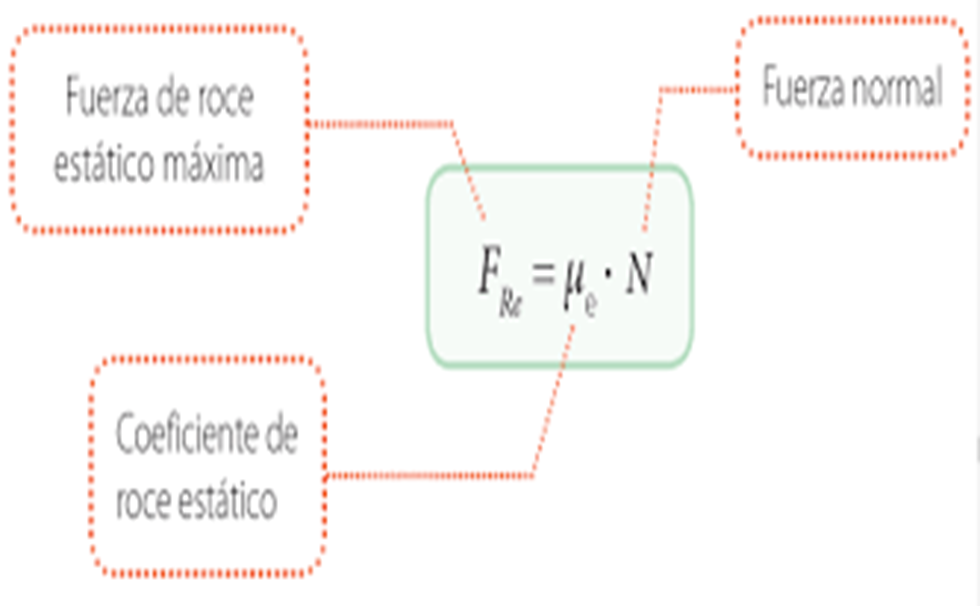 Fuerza de roce
estático máxima
Fuerza normal
F_Re = μ_e · N
Coeficiente de
roce estático